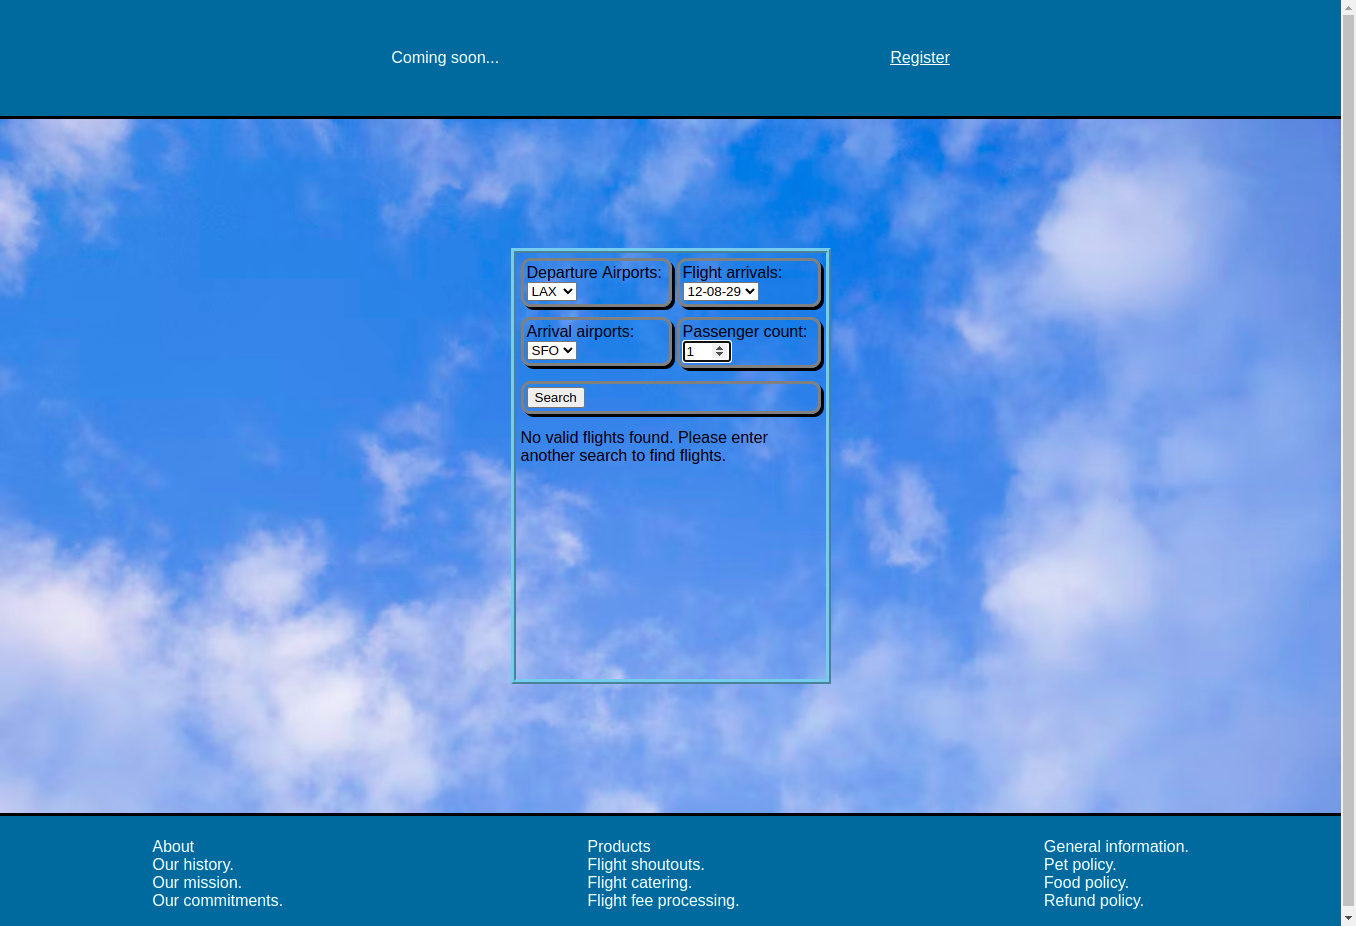 Coming soon...
Register
Departure Airports:
LAX
Flight arrivals:
12-08-29
Arrival airports:
SFO
Passenger count:
1
Search
No valid flights found. Please enter
another search to find flights.
About
Our history.
Our mission.
Our commitments.
Products
Flight shoutouts.
Flight catering.
Flight fee processing.
General information.
Pet policy.
Food policy.
Refund policy.